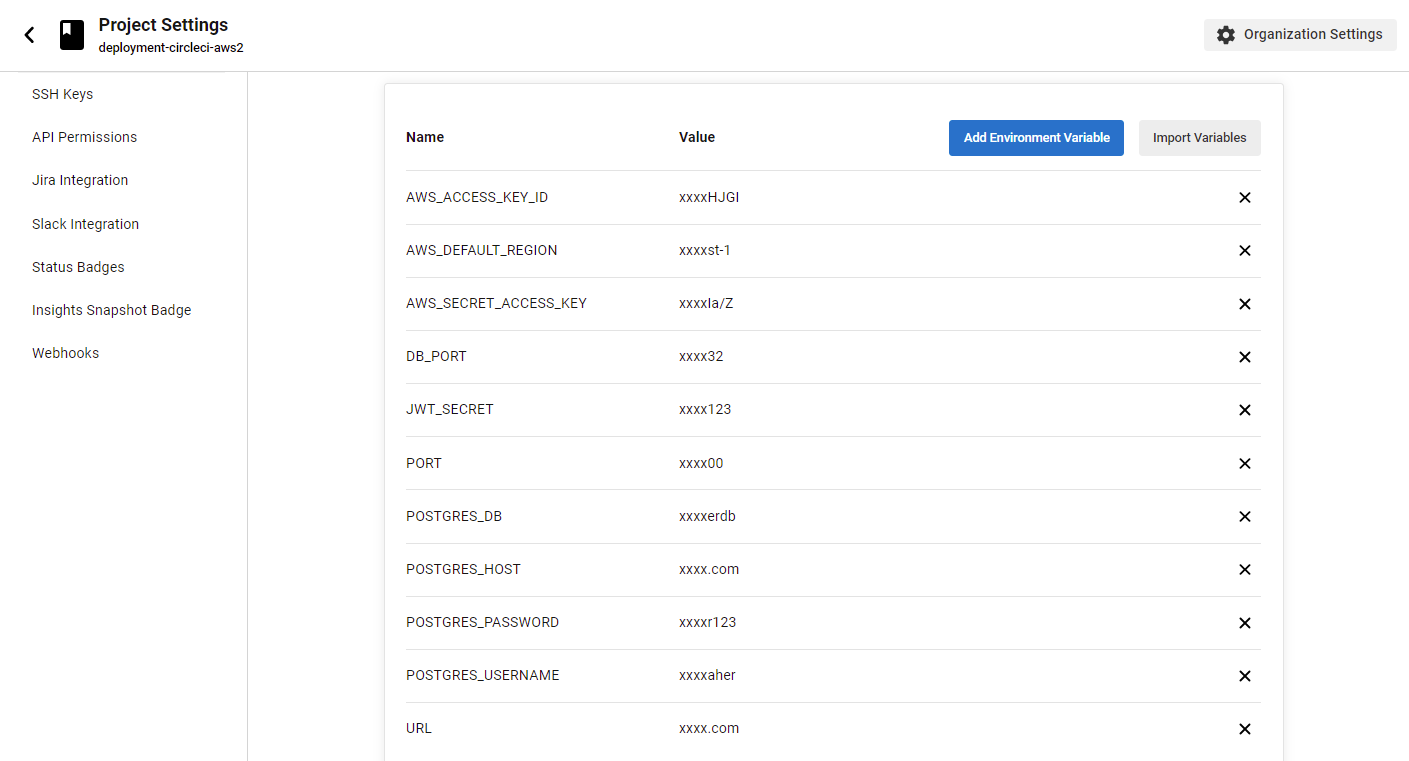 Project Settings
deployment-circleci-aws2
Organization Settings
SSH Keys
API Permissions
Jira Integration
Slack Integration
Status Badges
Insights Snapshot Badge
Webhooks
Name Value Add Environment Variable Import Variables
AWS_ACCESS_KEY_ID xxxxHJGI
AWS_DEFAULT_REGION xxxxst-1
AWS_SECRET_ACCESS_KEY xxxxIa/Z
DB_PORT xxxx32
JWT_SECRET xxxx123
PORT xxxx00
POSTGRES_DB xxxxerdb
POSTGRES_HOST xxxx.com
POSTGRES_PASSWORD xxxxr123
POSTGRES_USERNAME xxxxaher
URL xxxx.com